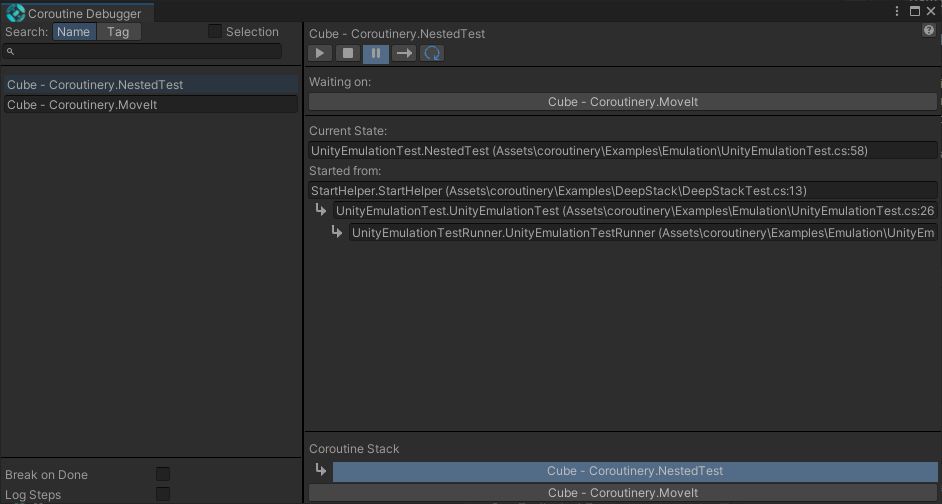 Coroutine Debugger
Search: Name Tag Selection
Cube - Coroutinery.NestedTest
Cube - Coroutinery.MoveIt
Break on Done
Log Steps
Cube - Coroutinery.NestedTest
Waiting on:
Cube - Coroutinery.MoveIt
Current State:
UnityEmulationTest.NestedTest (Assets\coroutinery\Examples\Emulation\UnityEmulationTest.cs:58)
Started from:
StartHelper.StartHelper (Assets\coroutinery\Examples\DeepStack\DeepStackTest.cs:13)
UnityEmulationTest.UnityEmulationTest (Assets\coroutinery\Examples\Emulation\UnityEmulationTest.cs:26
UnityEmulationTestRunner.UnityEmulationTestRunner (Assets\coroutinery\Examples\Emulation\UnityEm
Coroutine Stack
Cube - Coroutinery.NestedTest
Cube - Coroutinery.MoveIt